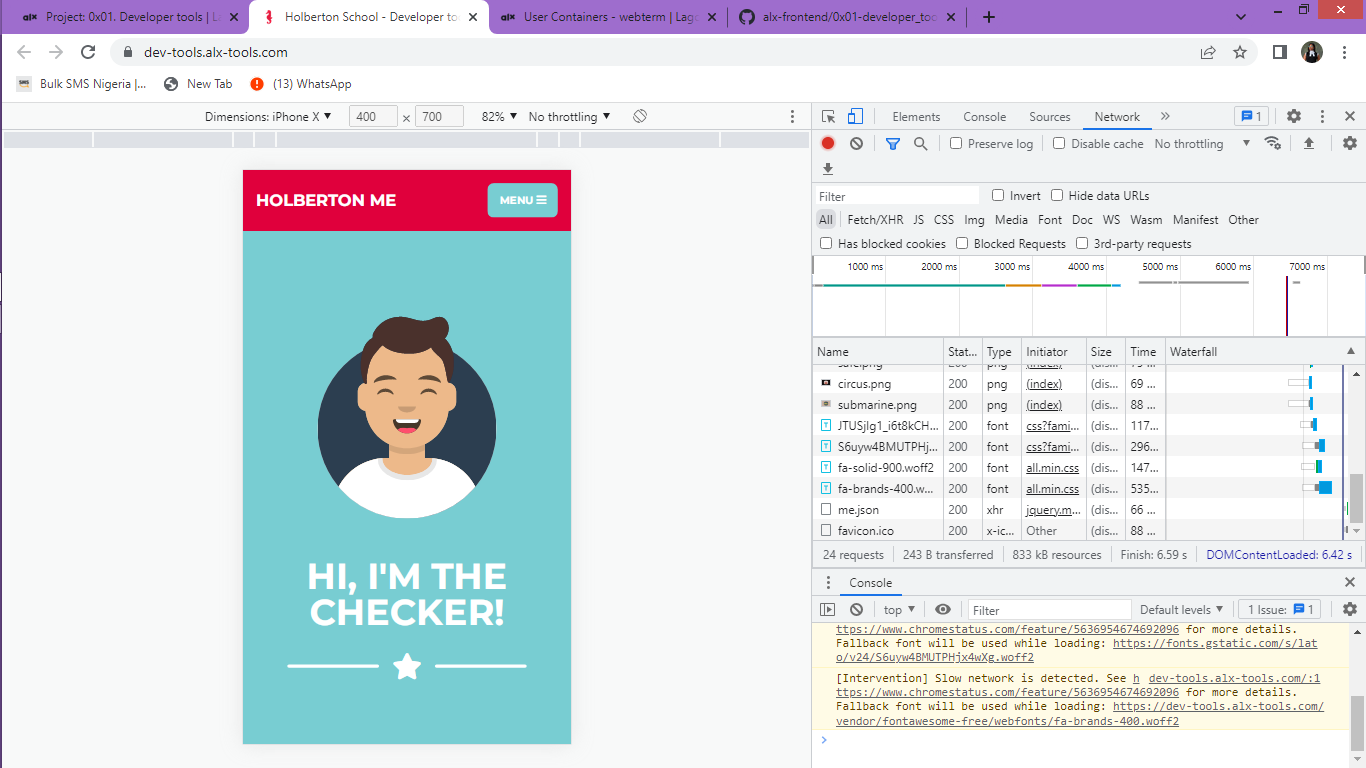 Project: 0x01. Developer tools | L
Holberton School - Developer to
User Containers - webterm | Lag
alx-frontend/0x01-developer_too
dev-tools.alx-tools.com
Bulk SMS Nigeria |... New Tab (13) WhatsApp
Dimensions: iPhone X ▼ 400 × 700 82% ▼ No throttling ▼
HOLBERTON ME
MENU
HI, I'M THE
CHECKER!
Elements Console Sources Network » 1
Preserve log Disable cache No throttling ▼
Filter Invert Hide data URLs
All Fetch/XHR JS CSS Img Media Font Doc WS Wasm Manifest Other
Has blocked cookies Blocked Requests 3rd-party requests
1000 ms 2000 ms 3000 ms 4000 ms 5000 ms 6000 ms 7000 ms
Name Stat... Type Initiator Size Time Waterfall
circus.png 200 png (index) (dis... 69 ...
submarine.png 200 png (index) (dis... 88 ...
JTUSjIg1_i6t8kCH... 200 font css?fami... (dis... 117...
S6uyw4BMUTPHj... 200 font css?fami... (dis... 296...
fa-solid-900.woff2 200 font all.min.css (dis... 147...
fa-brands-400.w... 200 font all.min.css (dis... 535...
me.json 200 xhr jquery.m... (dis... 66 ...
favicon.ico 200 x-ic... Other (dis... 88 ...
24 requests 243 B transferred 833 kB resources Finish: 6.59 s DOMContentLoaded: 6.42 s
Console
top ▼ Filter Default levels ▼ 1 Issue: 1
ttps://www.chromestatus.com/feature/5636954674692096 for more details.
Fallback font will be used while loading: https://fonts.gstatic.com/s/lat
o/v24/S6uyw4BMUTPHjx4wXg.woff2
[Intervention] Slow network is detected. See h dev-tools.alx-tools.com/:1
ttps://www.chromestatus.com/feature/5636954674692096 for more details.
Fallback font will be used while loading: https://dev-tools.alx-tools.com/
vendor/fontawesome-free/webfonts/fa-brands-400.woff2